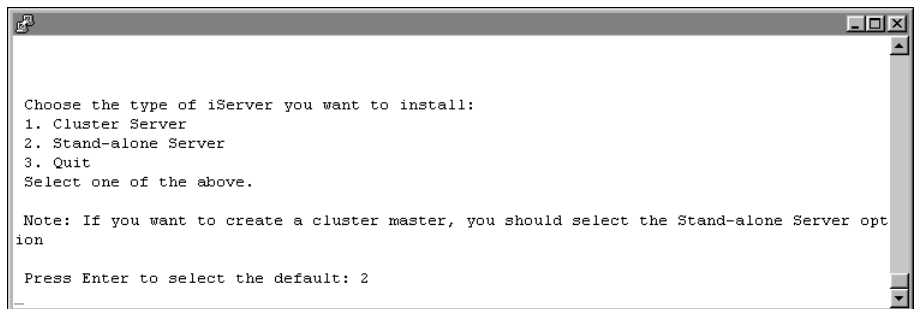 Choose the type of iServer you want to install:
1. Cluster Server
2. Stand-alone Server
3. Quit
Select one of the above.
Note: If you want to create a cluster master, you should select the Stand-alone Server opt
ion
Press Enter to select the default: 2
_